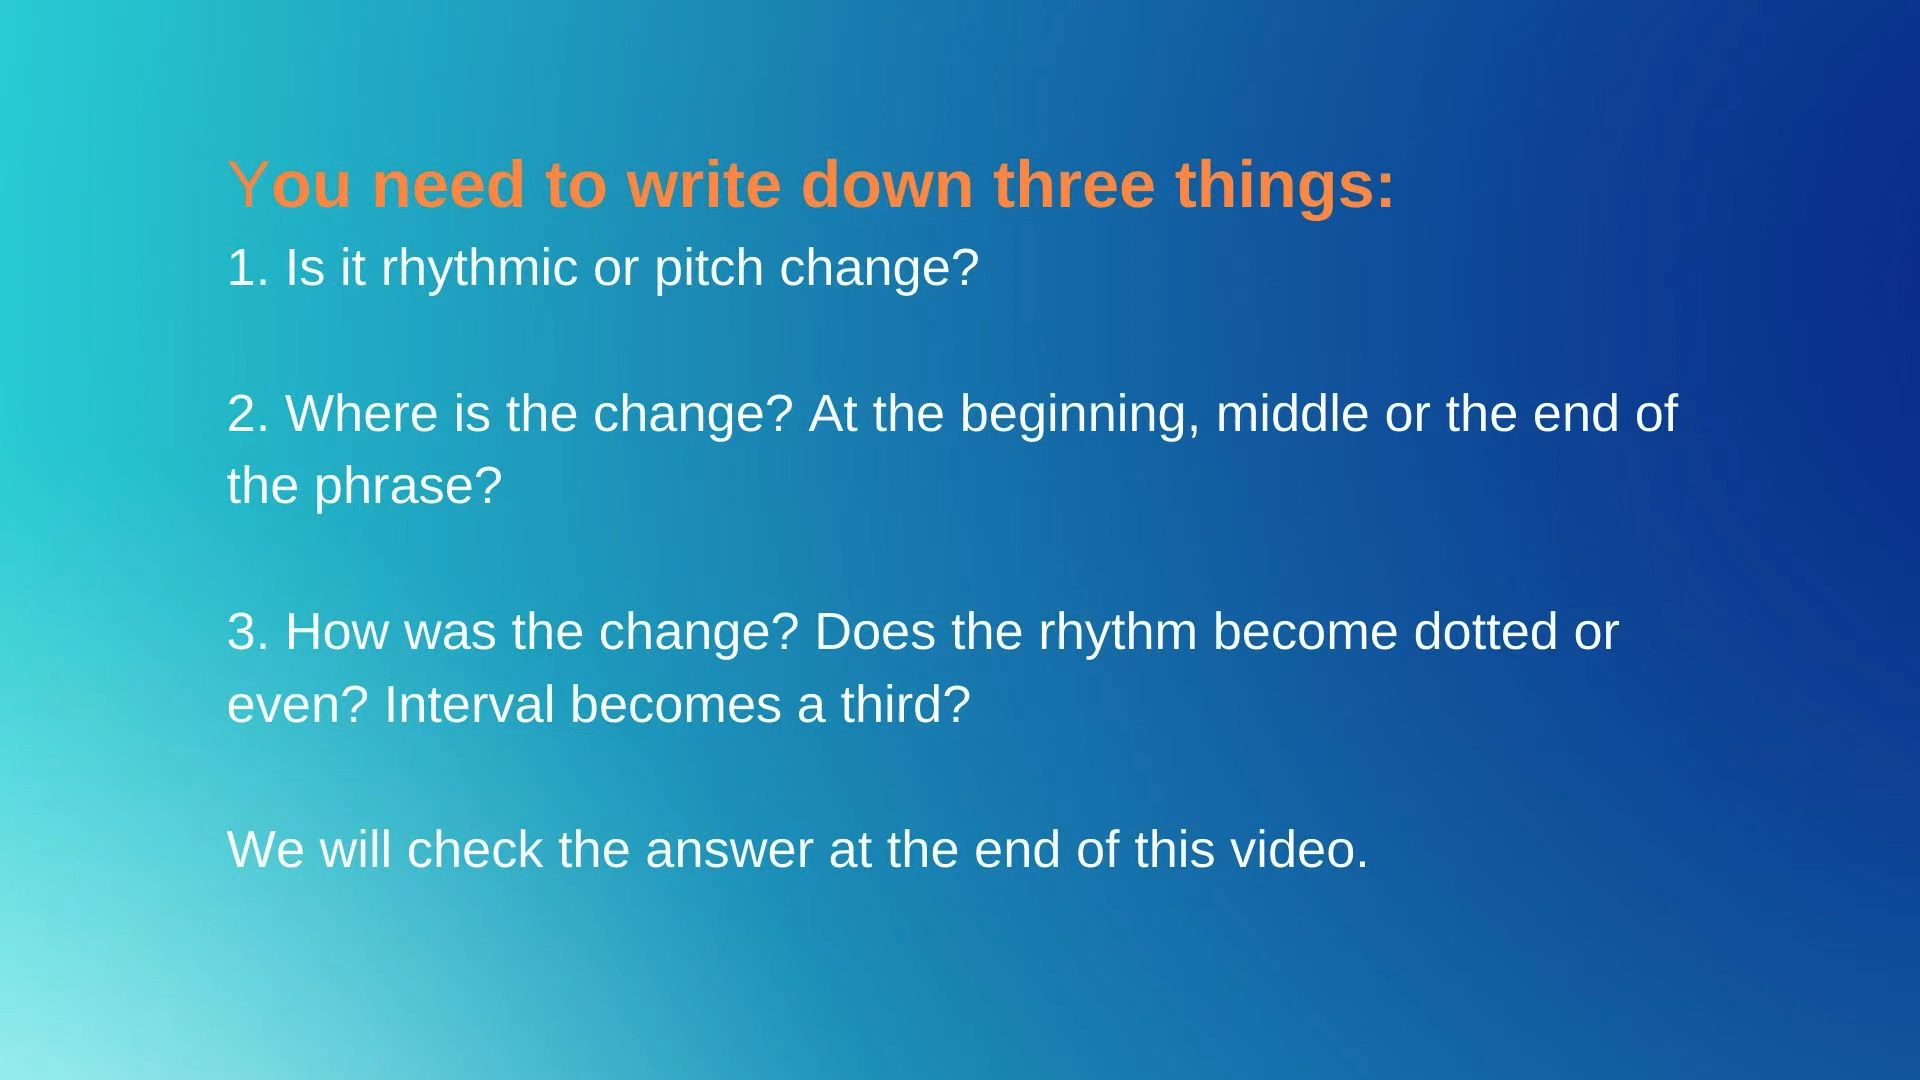 You need to write down three things:
1. Is it rhythmic or pitch change?
2. Where is the change? At the beginning, middle or the end of
the phrase?
3. How was the change? Does the rhythm become dotted or
even? Interval becomes a third?
We will check the answer at the end of this video.